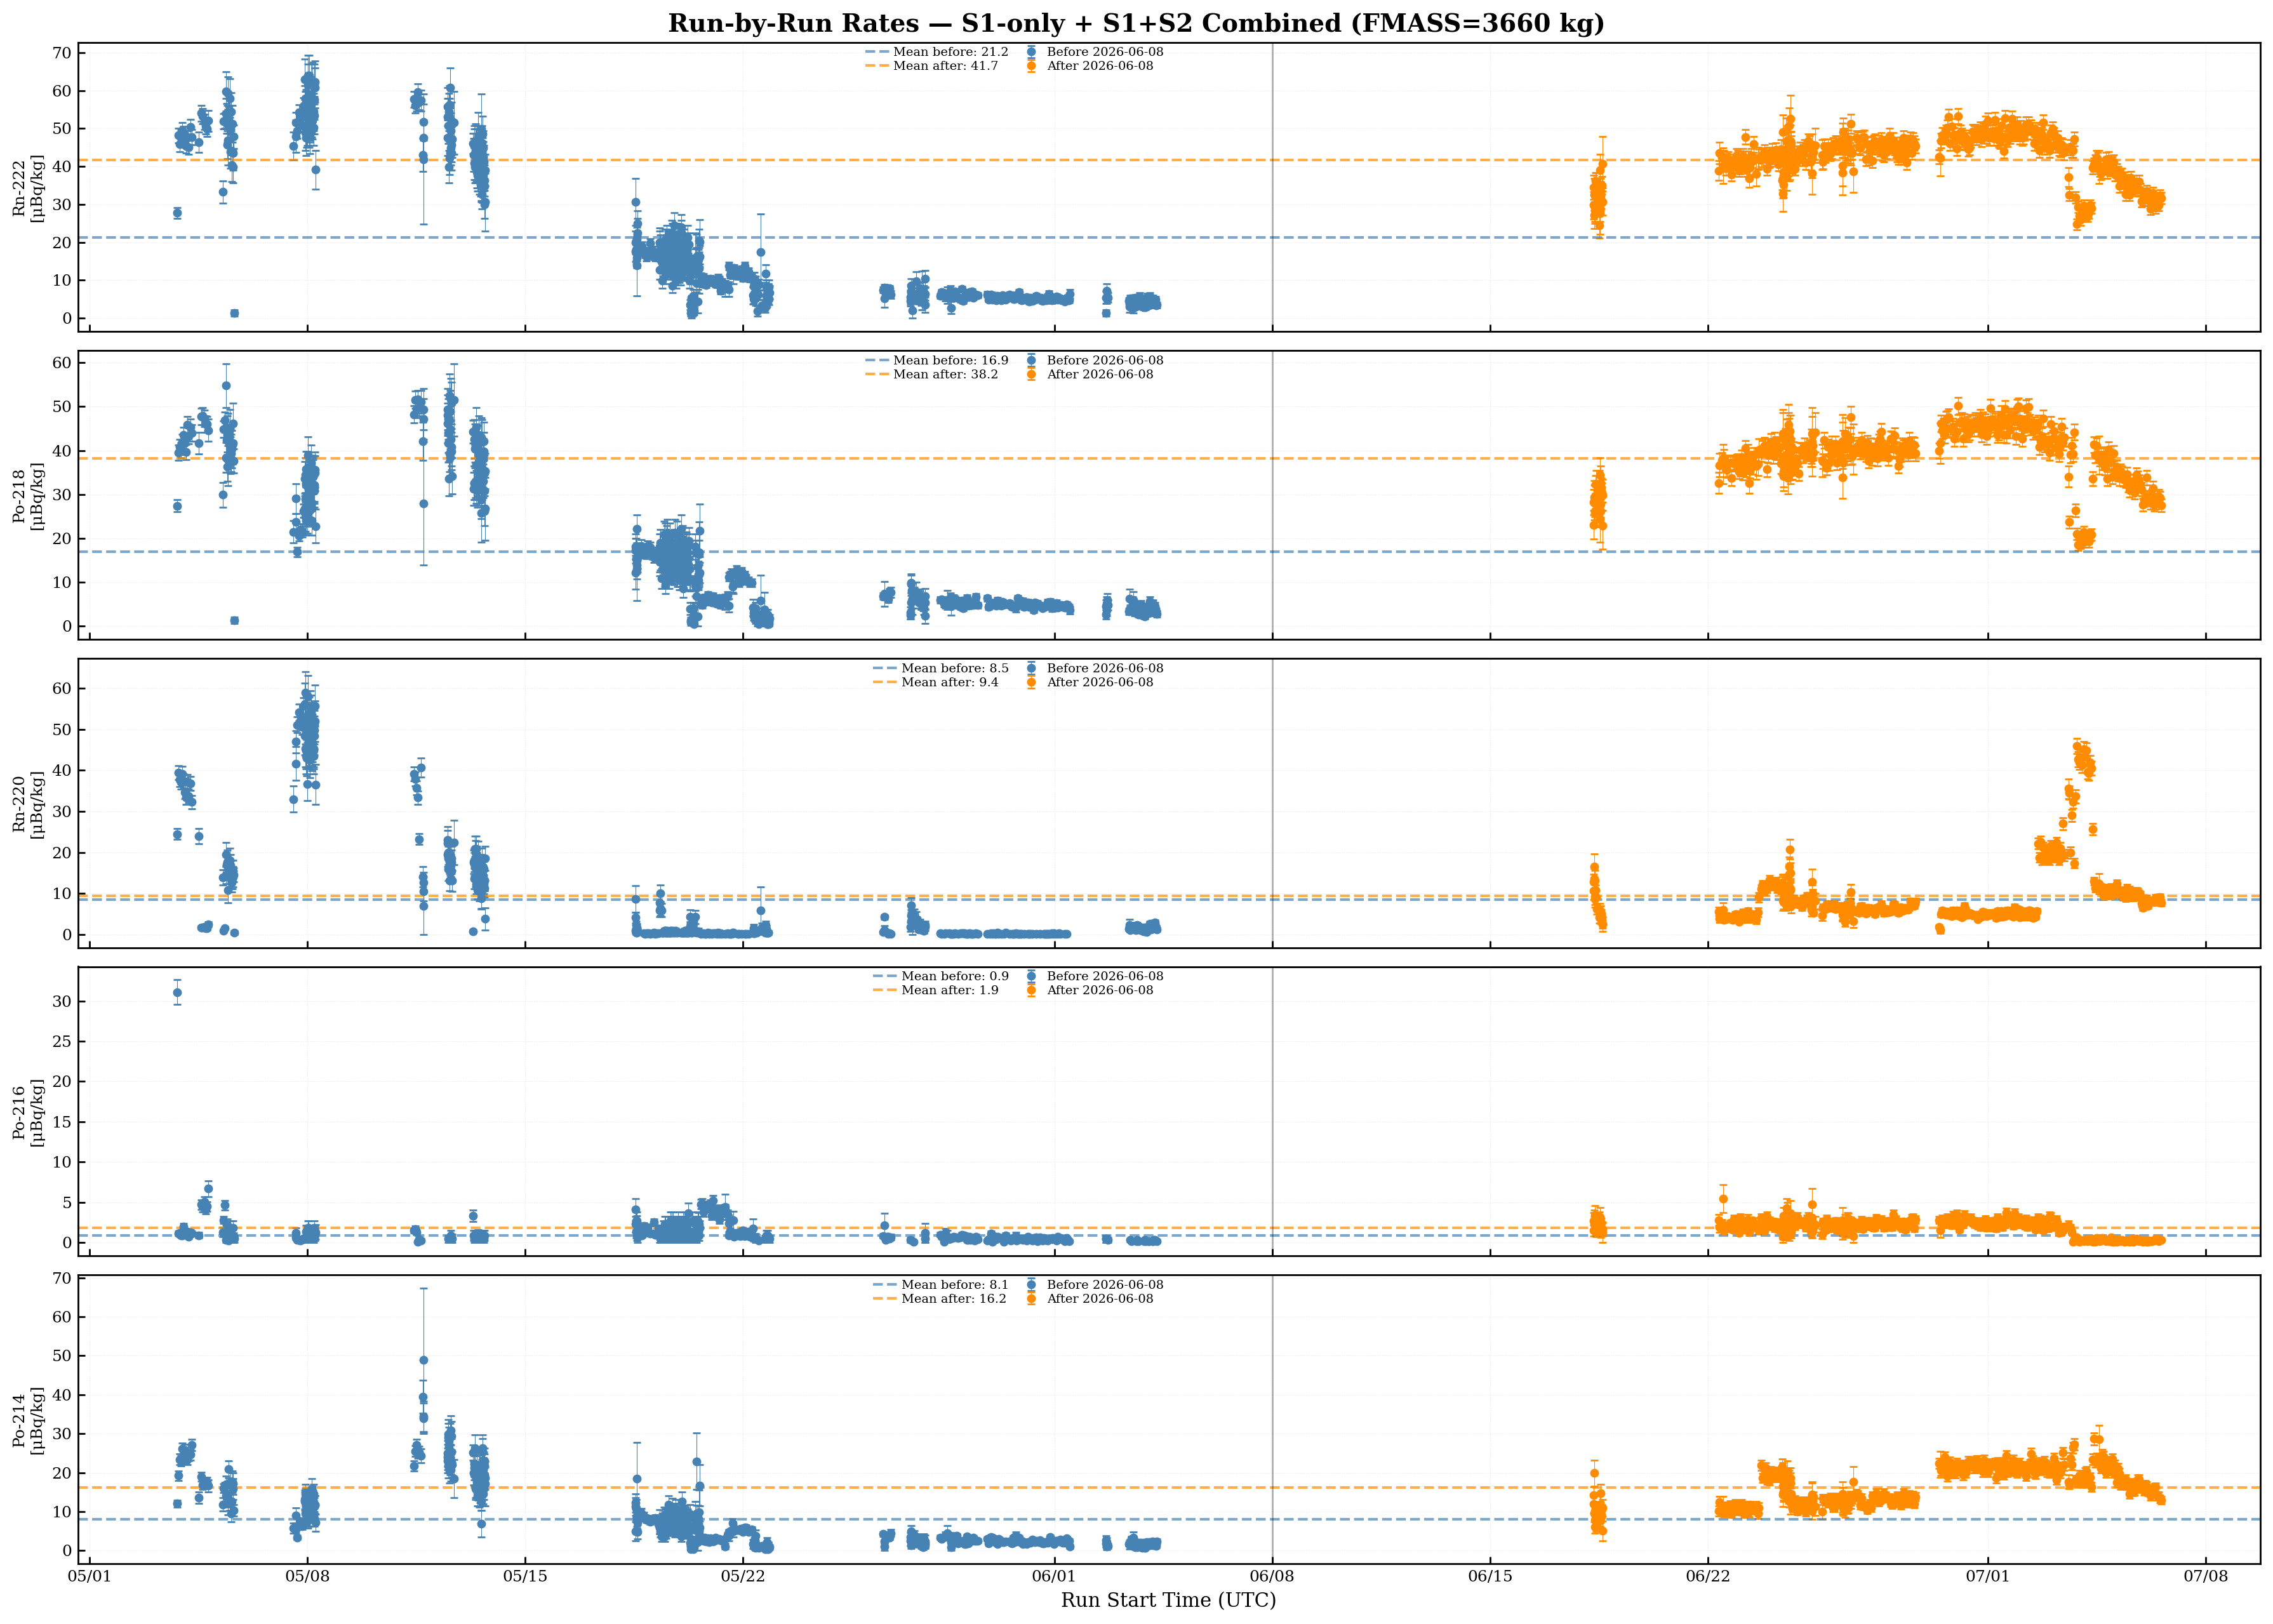 Run-by-Run Rates — S1-only + S1+S2 Combined (FMASS=3660 kg)
Rn-222
[µBq/kg]
70
60
50
40
30
20
10
0
Mean before: 21.2
Mean after: 41.7
Before 2026-06-08
After 2026-06-08
Po-218
[µBq/kg]
60
50
40
30
20
10
0
Mean before: 16.9
Mean after: 38.2
Before 2026-06-08
After 2026-06-08
Rn-220
[µBq/kg]
60
50
40
30
20
10
0
Mean before: 8.5
Mean after: 9.4
Before 2026-06-08
After 2026-06-08
Po-216
[µBq/kg]
30
25
20
15
10
5
0
Mean before: 0.9
Mean after: 1.9
Before 2026-06-08
After 2026-06-08
Po-214
[µBq/kg]
70
60
50
40
30
20
10
0
Mean before: 8.1
Mean after: 16.2
Before 2026-06-08
After 2026-06-08
05/01 05/08 05/15 05/22 06/01 06/08 06/15 06/22 07/01 07/08
Run Start Time (UTC)